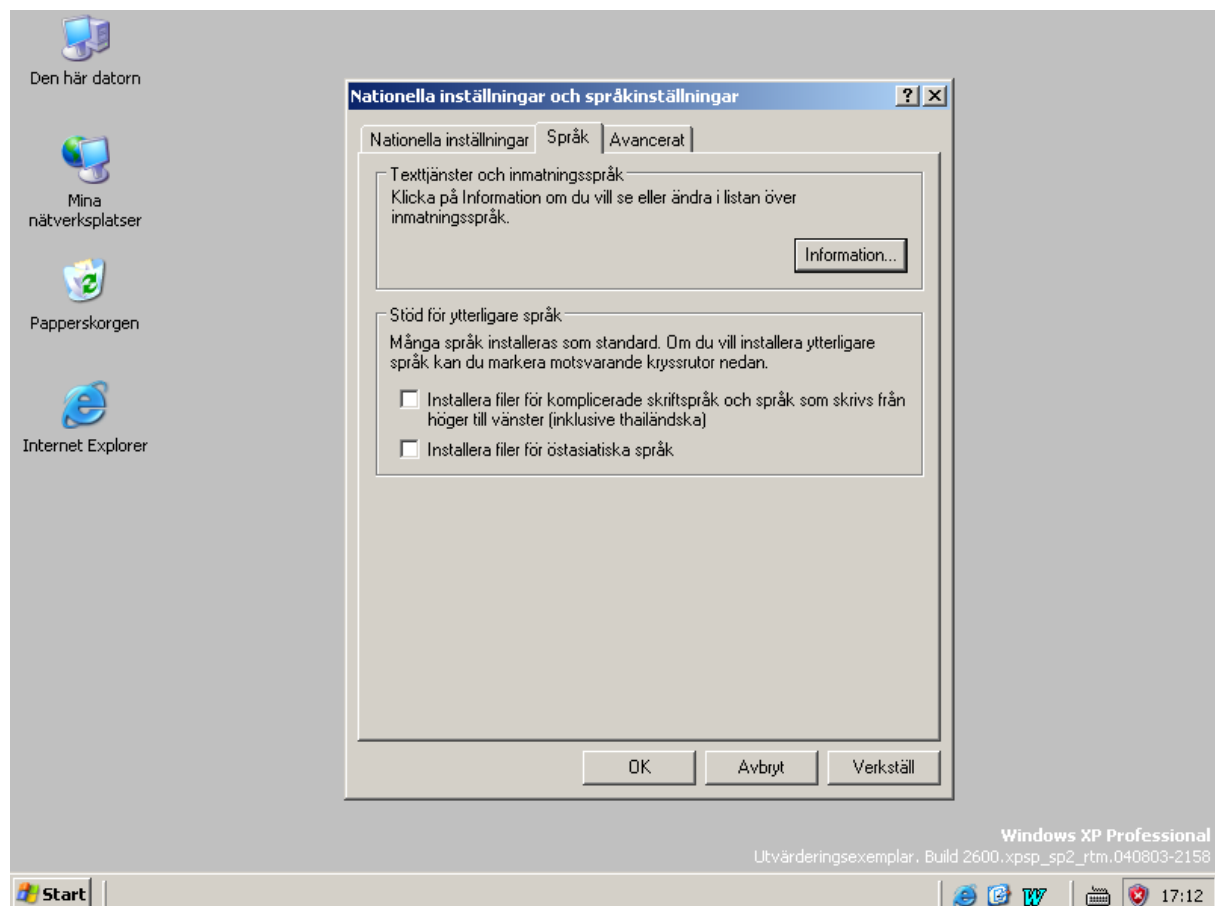 Den här datorn
Mina
nätverksplatser
Papperskorgen
Internet Explorer
Nationella inställningar och språkinställningar
Nationella inställningar Språk Avancerat
Texttjänster och inmatningsspråk
Klicka på Information om du vill se eller ändra i listan över
inmatningsspråk.
Information...
Stöd för ytterligare språk
Många språk installeras som standard. Om du vill installera ytterligare
språk kan du markera motsvarande kryssrutor nedan.
Installera filer för komplicerade skriftspråk och språk som skrivs från
höger till vänster (inklusive thailändska)
Installera filer för östasiatiska språk
OK Avbryt Verkställ
Windows XP Professional
Utvärderingsexemplar. Build 2600.xpsp_sp2_rtm.040803-2158
Start 17:12